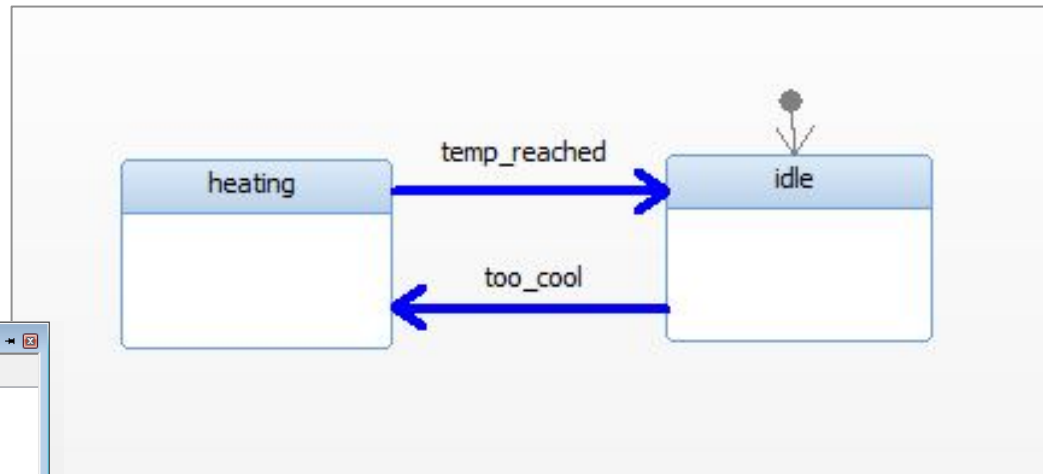 temp_reached
heating
idle
too_cool